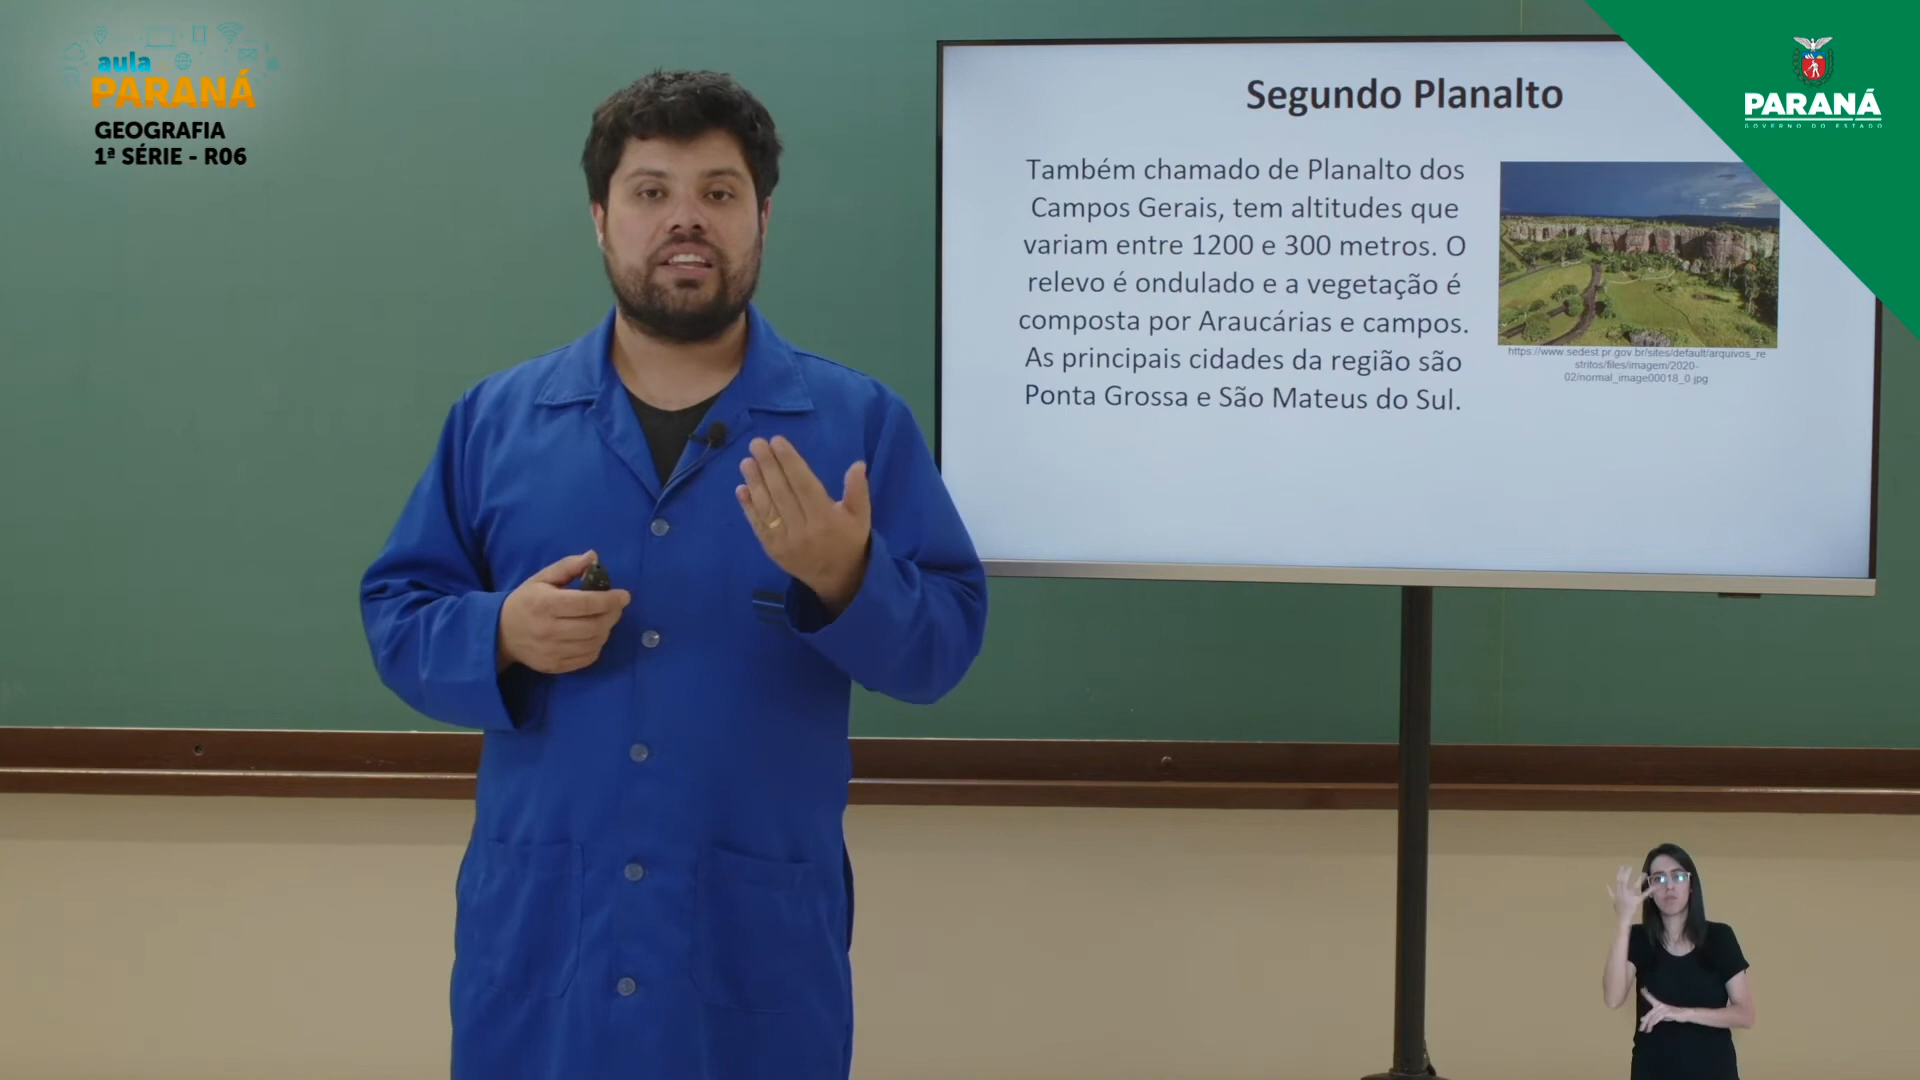 aula
PARANÁ
GEOGRAFIA
1ª SÉRIE - R06
Segundo Planalto
Também chamado de Planalto dos
Campos Gerais, tem altitudes que
variam entre 1200 e 300 metros. O
relevo é ondulado e a vegetação é
composta por Araucárias e campos.
As principais cidades da região são
Ponta Grossa e São Mateus do Sul.
https://www.sedest.pr.gov.br/sites/default/arquivos_re
stritos/files/imagem/2020-
02/normal_image00018_0.jpg
PARANÁ
GOVERNO DO ESTADO